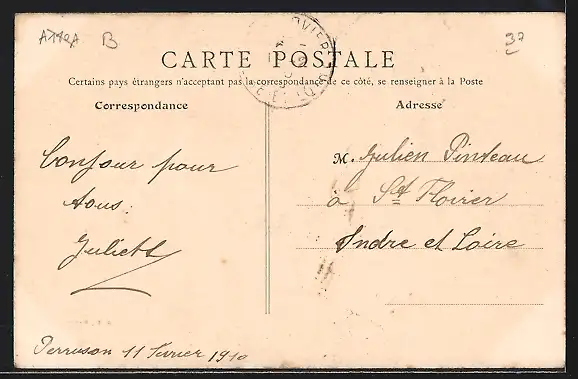 37
CARTE POSTALE
Certains pays étrangers n'acceptant pas la correspondance de ce côté, se renseigner à la Poste
Correspondance
Adresse
Bonjour pour
tous.
Juliette
M. Julien Pinteau
à St Flovier
Indre et Loire
Perrusson 11 Février 1910